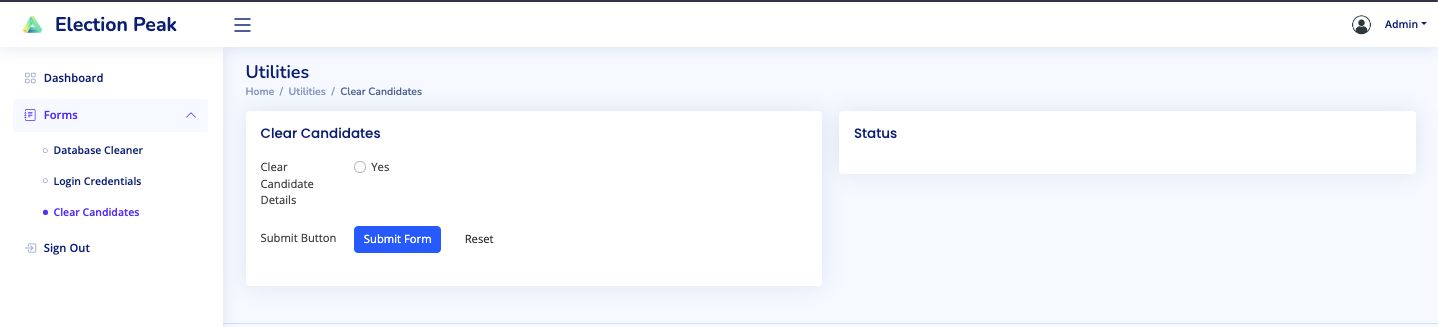 Election Peak
Admin
Dashboard
Forms
Database Cleaner
Login Credentials
Clear Candidates
Sign Out
Utilities
Home / Utilities / Clear Candidates
Clear Candidates
Clear
Candidate
Details
Yes
Submit Button
Submit Form
Reset
Status